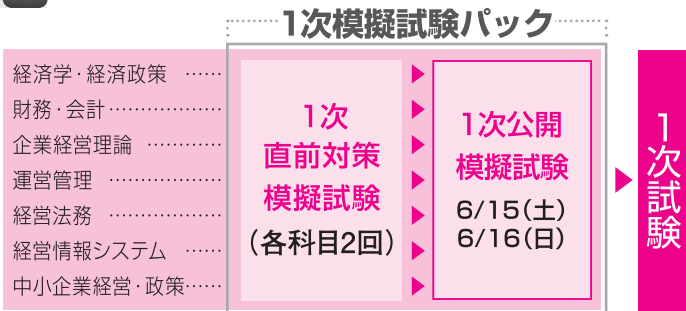 1次模擬試験パック
経済学・経済政策 ……
財務・会計………………
企業経営理論 …………
運営管理 ………………
経営法務 ………………
経営情報システム ……
中小企業経営・政策……
1次
直前対策
模擬試験
(各科目2回)
1次公開
模擬試験
6/15(土)
6/16(日)
1次試験